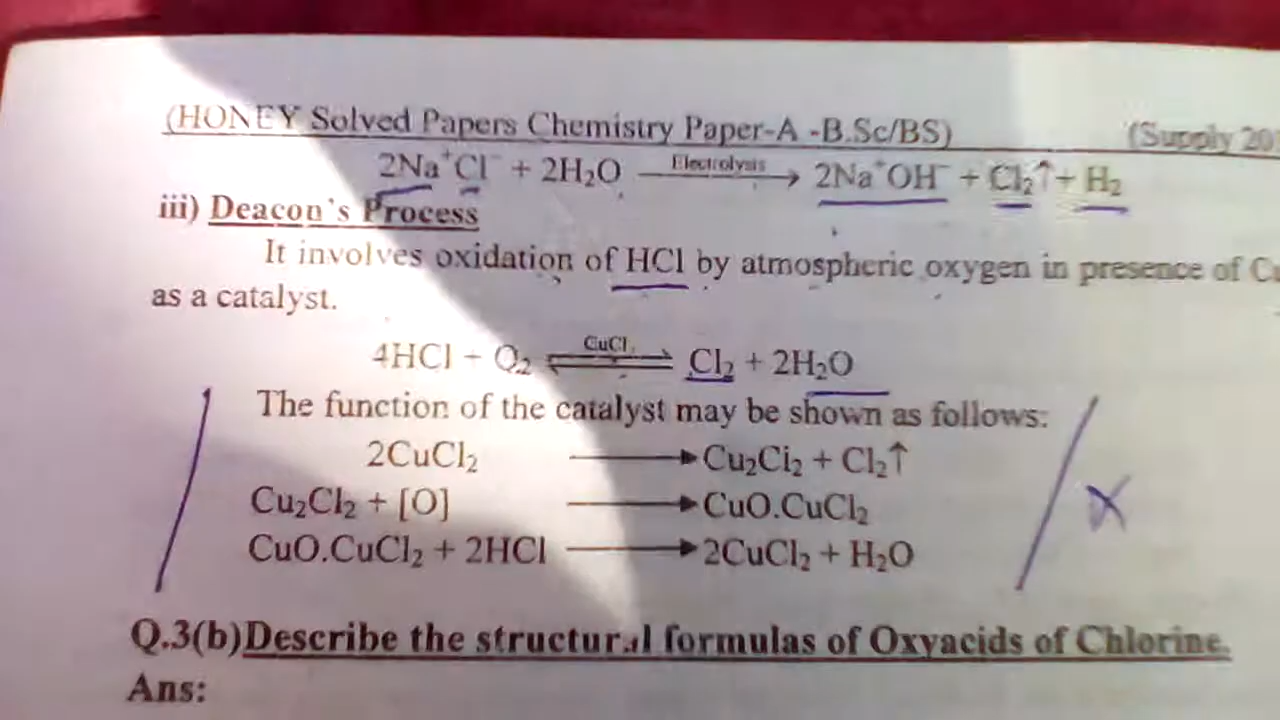 (HONEY Solved Papers Chemistry Paper-A -B.Sc/BS) (Supply 20
2Na⁺Cl⁻ + 2H₂O Electrolysis → 2Na⁺OH⁻ + Cl₂↑ + H₂
iii) Deacon's Process
It involves oxidation of HCl by atmospheric oxygen in presence of
as a catalyst.
4HCl + O₂ CuCl₂ ⇌ Cl₂ + 2H₂O
The function of the catalyst may be shown as follows:
2CuCl₂ → Cu₂Cl₂ + Cl₂↑
Cu₂Cl₂ + [O] → CuO.CuCl₂
CuO.CuCl₂ + 2HCl → 2CuCl₂ + H₂O
Q.3(b)Describe the structural formulas of Oxyacids of Chlorine.
Ans: